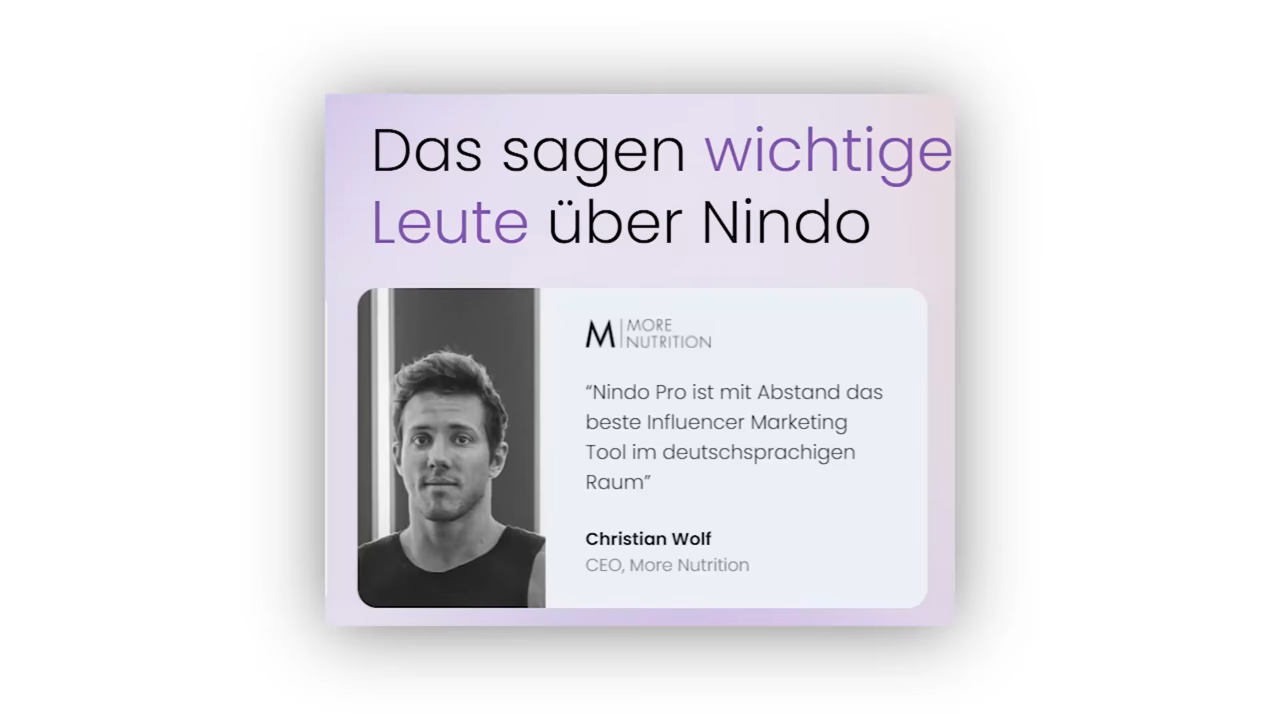 Das sagen wichtige
Leute über Nindo
M | MORE
NUTRITION
“Nindo Pro ist mit Abstand das
beste Influencer Marketing
Tool im deutschsprachigen
Raum”
Christian Wolf
CEO, More Nutrition